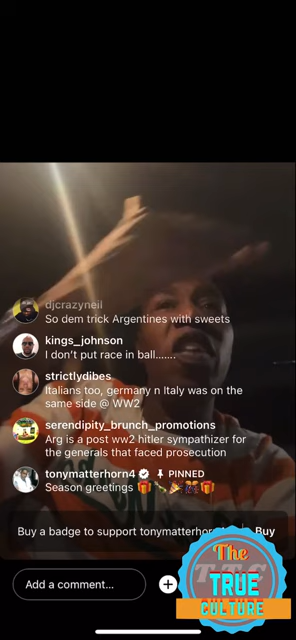 djcrazyneil
So dem trick Argentines with sweets
kings_johnson
I don't put race in ball.......
strictlydibes
Italians too, germany n Italy was on the
same side @ WW2
serendipity_brunch_promotions
Arg is a post ww2 hitler sympathizer for
the generals that faced prosecution
tonymatterhorn4 PINNED
Season greetings 🎁🍾🎉🎊🎁
Buy a badge to support tonymatterhor
Buy
Add a comment...
The
TRUE
CULTURE